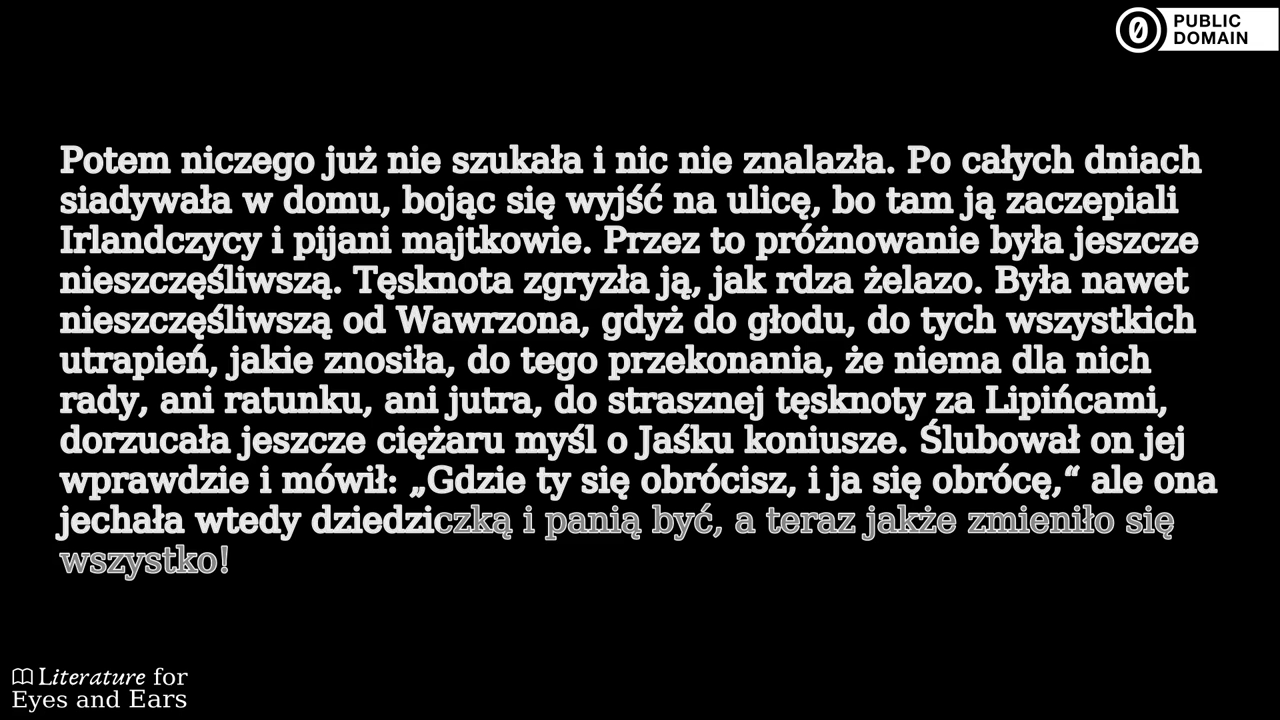 PUBLIC
DOMAIN
Potem niczego już nie szukała i nic nie znalazła. Po całych dniach
siadywała w domu, bojąc się wyjść na ulicę, bo tam ją zaczepiali
Irlandczycy i pijani majtkowie. Przez to próżnowanie była jeszcze
nieszczęśliwszą. Tęsknota zgryzła ją, jak rdza żelazo. Była nawet
nieszczęśliwszą od Wawrzona, gdyż do głodu, do tych wszystkich
utrapień, jakie znosiła, do tego przekonania, że niema dla nich
rady, ani ratunku, ani jutra, do strasznej tęsknoty za Lipińcami,
dorzucała jeszcze ciężaru myśl o Jaśku koniusze. Ślubował on jej
wprawdzie i mówił: „Gdzie ty się obrócisz, i ja się obrócę,“ ale ona
jechała wtedy dziedziczką i panią być, a teraz jakże zmieniło się
wszystko!
Literature for
Eyes and Ears